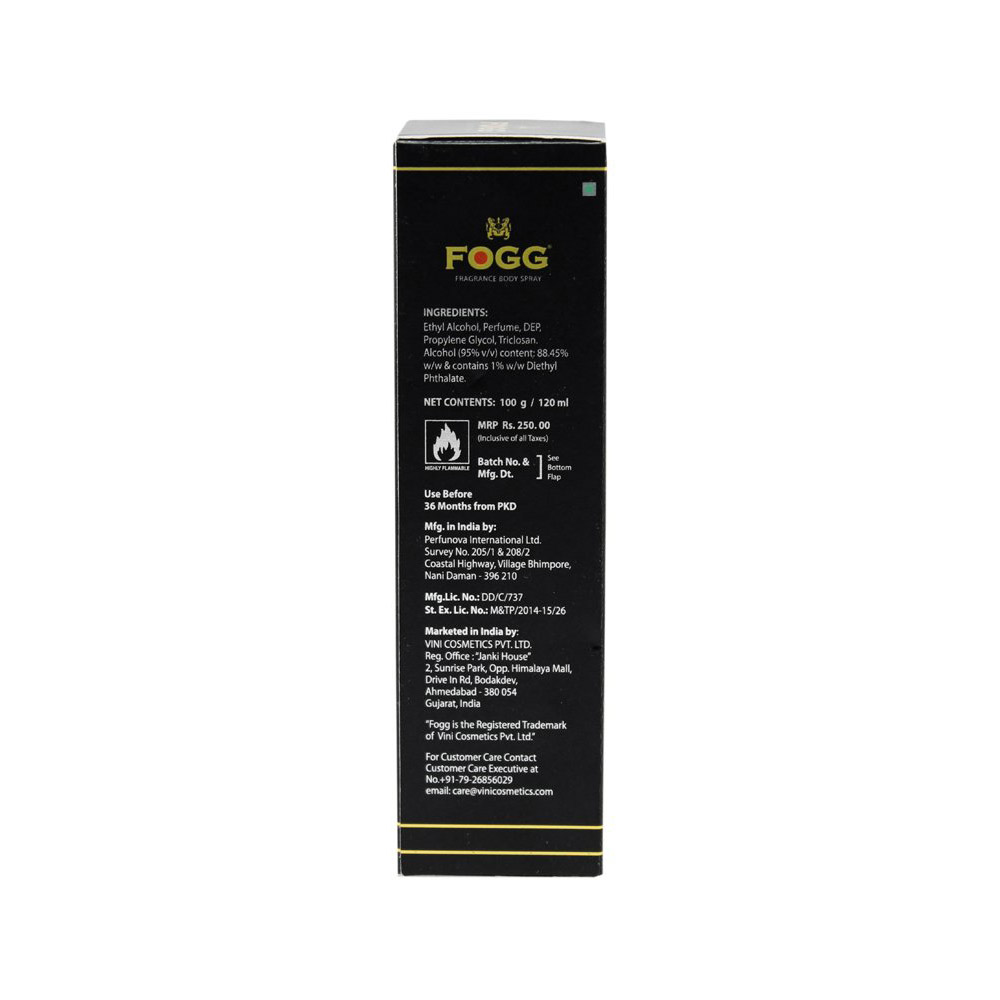 FOGG®
FRAGRANCE BODY SPRAY
INGREDIENTS:
Ethyl Alcohol, Perfume, DEP,
Propylene Glycol, Triclosan.
Alcohol (95% v/v) content; 88.45%
w/w & contains 1% w/w Diethyl
Phthalate.
NET CONTENTS: 100 g / 120 ml
MRP Rs. 250. 00
(Inclusive of all Taxes)
HIGHLY FLAMMABLE
Batch No. & Mfg. Dt. ] See Bottom Flap
Use Before
36 Months from PKD
Mfg. in India by:
Perfunova International Ltd.
Survey No. 205/1 & 208/2
Coastal Highway, Village Bhimpore,
Nani Daman - 396 210
Mfg.Lic. No.: DD/C/737
St. Ex. Lic. No.: M&TP/2014-15/26
Marketed in India by:
VINI COSMETICS PVT. LTD.
Reg. Office : "Janki House"
2, Sunrise Park, Opp. Himalaya Mall,
Drive In Rd, Bodakdev,
Ahmedabad - 380 054
Gujarat, India
"Fogg is the Registered Trademark
of Vini Cosmetics Pvt. Ltd."
For Customer Care Contact
Customer Care Executive at
No.+91-79-26856029
email: care@vinicosmetics.com